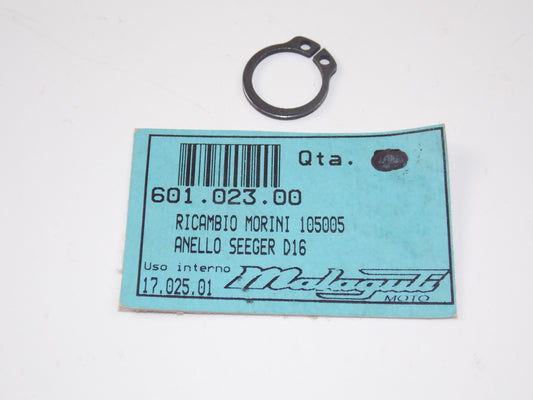 Qta.
601.023.00
RICAMBIO MORINI 105005
ANELLO SEEGER D16
Uso interno
17.025.01
Malaguti
MOTO